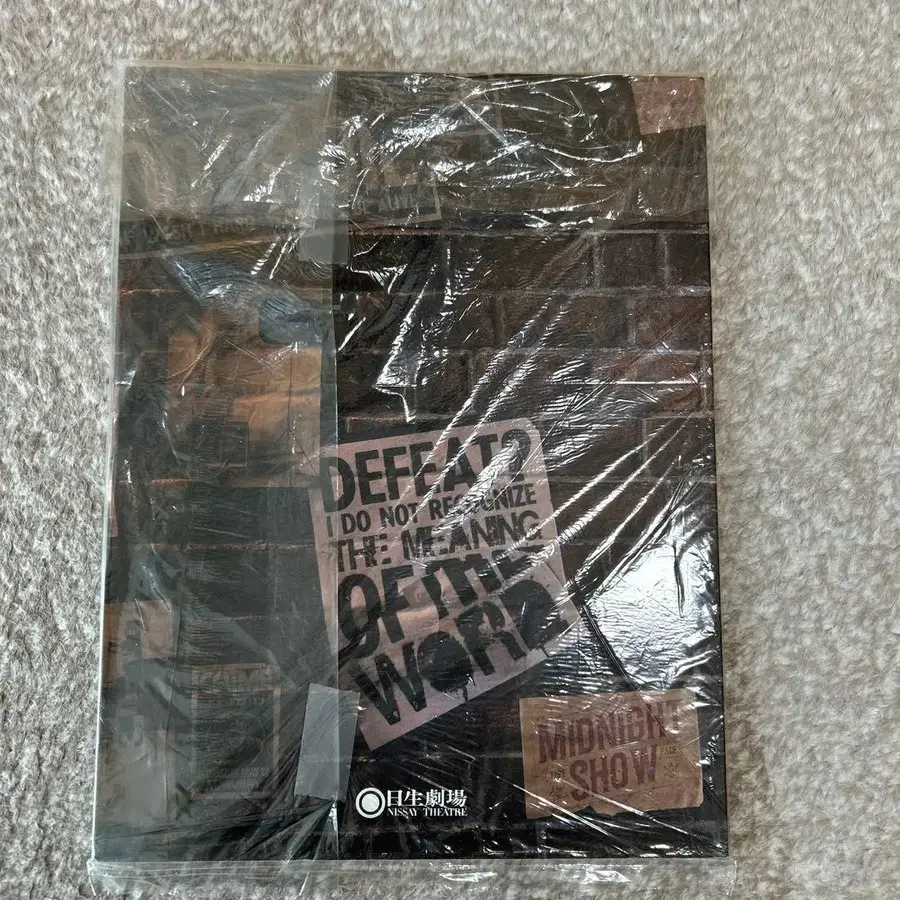 DEFEAT?
I DO NOT RECOGNIZE
THE MEANING
OF THE
WORD
MIDNIGHT
SHOW
日生劇場
NISSAY THEATRE